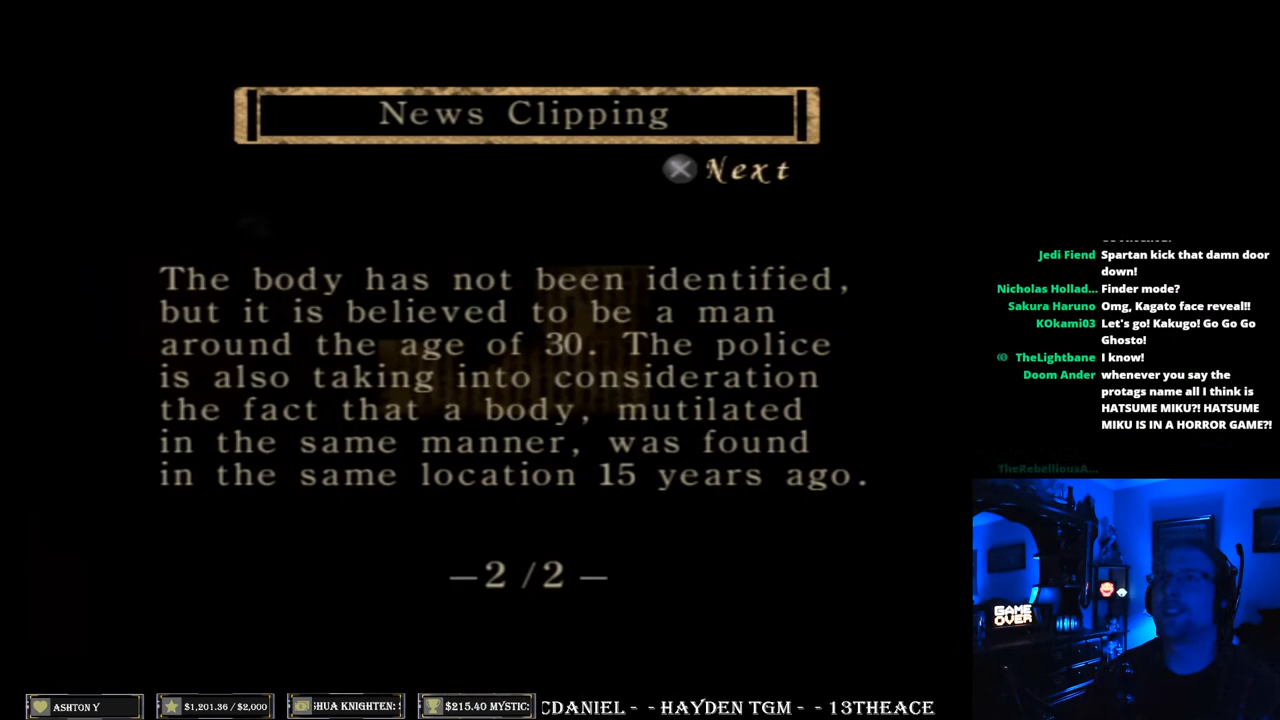 News Clipping
Next
The body has not been identified,
but it is believed to be a man
around the age of 30. The police
is also taking into consideration
the fact that a body, mutilated
in the same manner, was found
in the same location 15 years ago.
—2 /2 —
Jedi Fiend Spartan kick that damn door
down!
Nicholas Hollad... Finder mode?
Sakura Haruno Omg, Kagato face reveal!!
KOkami03 Let's go! Kakugo! Go Go Go
Ghosto!
TheLightbane I know!
Doom Ander whenever you say the
protags name all I think is
HATSUME MIKU?! HATSUME
MIKU IS IN A HORROR GAME?!
TheRebelliousA...
GAME
OVER
ASHTON Y
$1,201.36 / $2,000
HUA KNIGHTEN:
$215.40 MYSTIC:
CDANIEL - - HAYDEN TGM - - 13THEACE